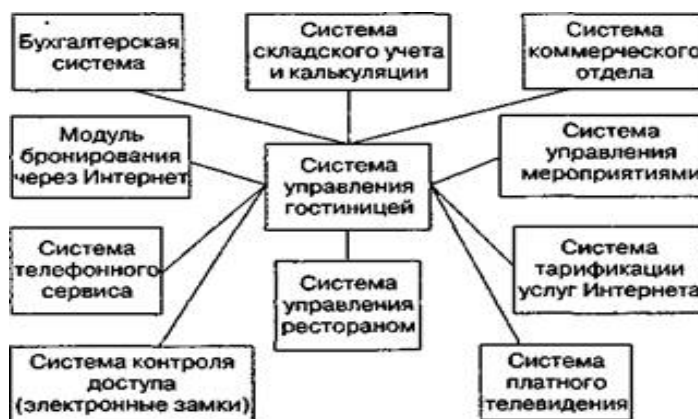 Бухгалтерская
система
Система
складского учета
и калькуляции
Система
коммерческого
отдела
Модуль
бронирования
через Интернет
Система
управления
гостиницей
Система
управления
мероприятиями
Система
телефонного
сервиса
Система
управления
рестораном
Система
тарификации
услуг Интернета
Система контроля
доступа
(электронные замки)
Система
платного
телевидения